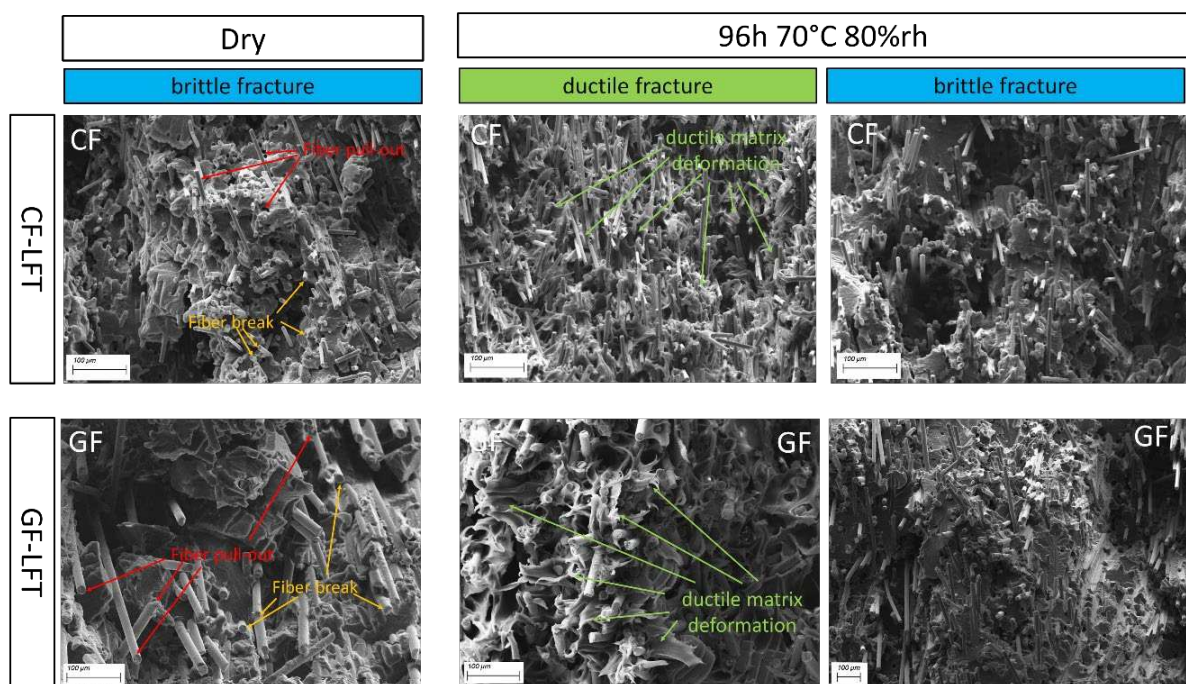 Dry
96h 70°C 80%rh
brittle fracture
ductile fracture
brittle fracture
CF-LFT
CF
Fiber pull-out
Fiber break
100 µm
CF
ductile matrix
deformation
100 µm
CF
100 µm
GF-LFT
GF
Fiber pull-out
Fiber break
100 µm
GF
ductile matrix
deformation
100 µm
GF
100 µm